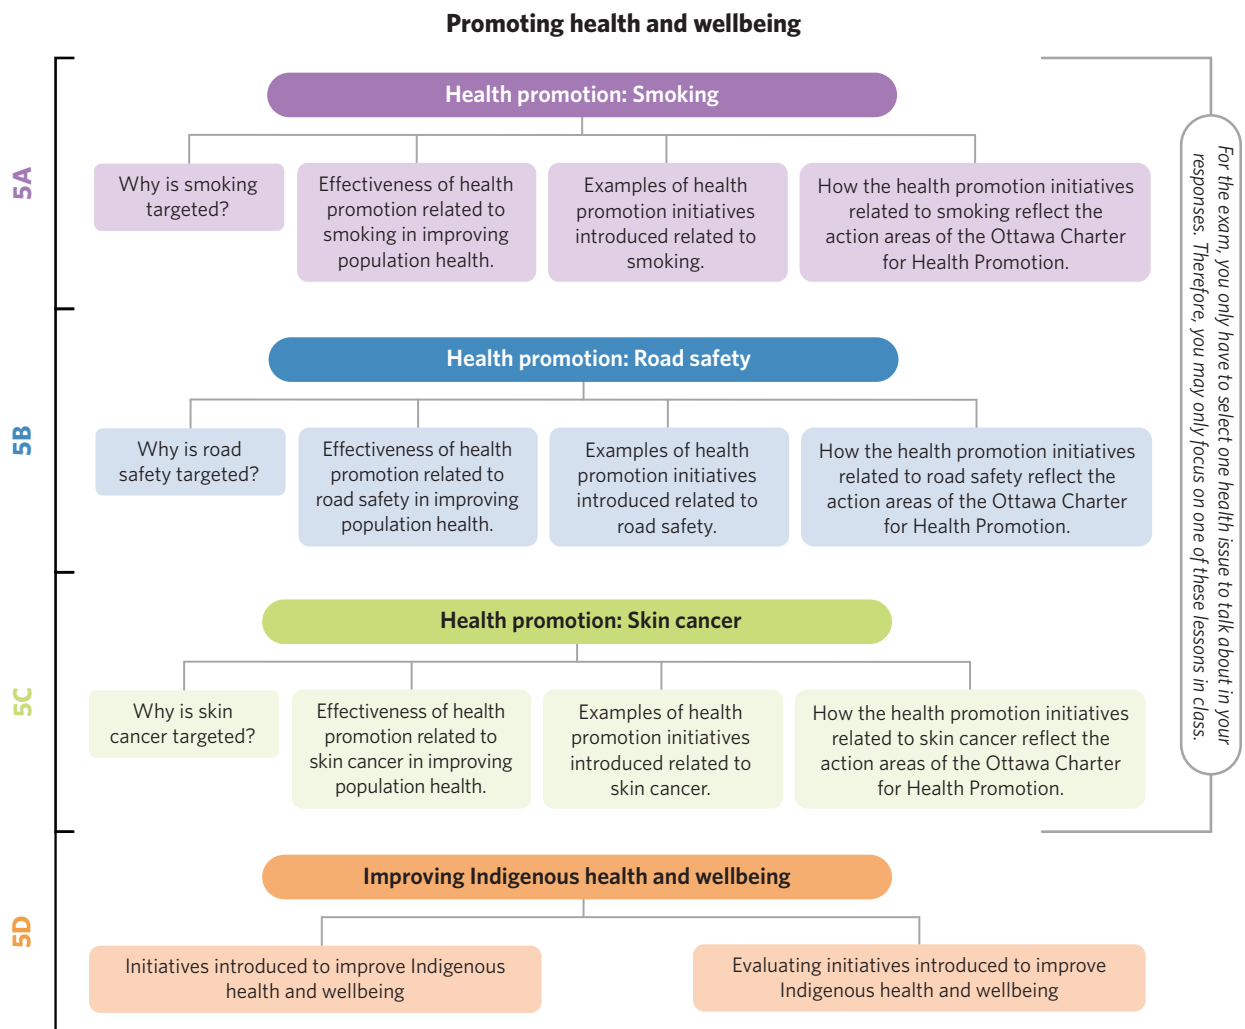 Promoting health and wellbeing
5A
Health promotion: Smoking
Why is smoking
targeted?
Effectiveness of health
promotion related to
smoking in improving
population health.
Examples of health
promotion initiatives
introduced related to
smoking.
How the health promotion initiatives
related to smoking reflect the
action areas of the Ottawa Charter
for Health Promotion.
5B
Health promotion: Road safety
Why is road
safety targeted?
Effectiveness of health
promotion related to
road safety in improving
population health.
Examples of health
promotion initiatives
introduced related to
road safety.
How the health promotion initiatives
related to road safety reflect the
action areas of the Ottawa Charter
for Health Promotion.
5C
Health promotion: Skin cancer
Why is skin
cancer targeted?
Effectiveness of health
promotion related to
skin cancer in improving
population health.
Examples of health
promotion initiatives
introduced related to
skin cancer.
How the health promotion initiatives
related to skin cancer reflect the
action areas of the Ottawa Charter
for Health Promotion.
For the exam, you only have to select one health issue to talk about in your
responses. Therefore, you may only focus on one of these lessons in class.
5D
Improving Indigenous health and wellbeing
Initiatives introduced to improve Indigenous
health and wellbeing
Evaluating initiatives introduced to improve
Indigenous health and wellbeing